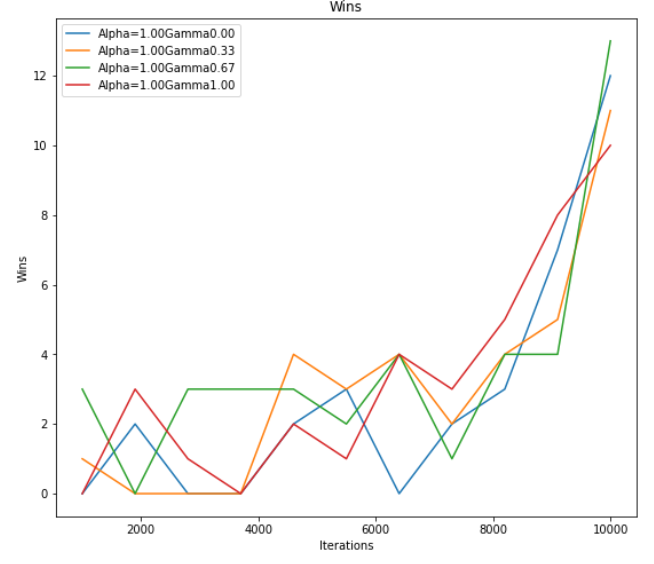 Wins
Alpha=1.00Gamma0.00
Alpha=1.00Gamma0.33
Alpha=1.00Gamma0.67
Alpha=1.00Gamma1.00
12
10
8
6
4
2
0
Wins
2000 4000 6000 8000 10000
Iterations